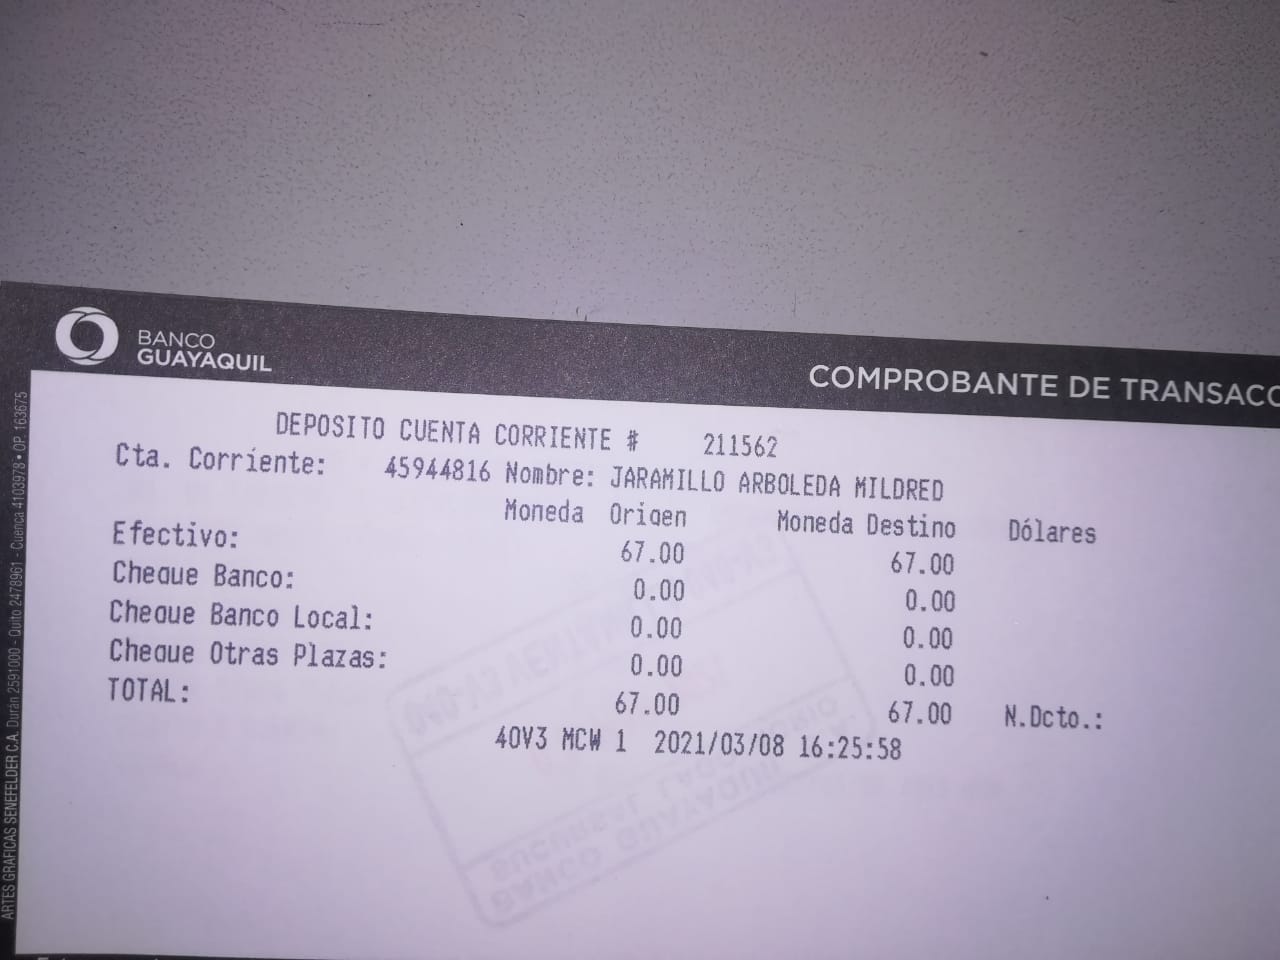 BANCO
GUAYAQUIL
COMPROBANTE DE TRANSACC
DEPOSITO CUENTA CORRIENTE # 211562
Cta. Corriente: 45944816 Nombre: JARAMILLO ARBOLEDA MILDRED
Moneda Origen Moneda Destino Dólares
Efectivo: 67.00 67.00
Cheque Banco: 0.00 0.00
Cheque Banco Local: 0.00 0.00
Cheque Otras Plazas: 0.00 0.00
TOTAL: 67.00 67.00 N.Dcto.:
40V3 MCW 1 2021/03/08 16:25:58
BANCO GUAYAQUIL
SUCURSAL
ARTES GRAFICAS SENEFELDER C.A. Durán 2591000 - Quito 2478961 - Cuenca 4103978 • OP. 163675